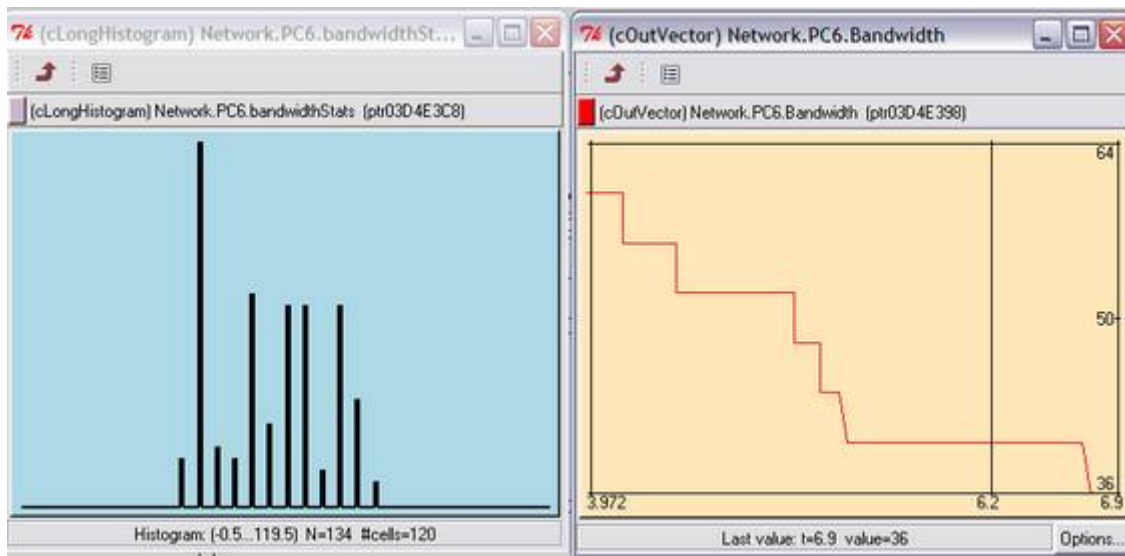 (cLongHistogram) Network.PC6.bandwidthSt...
(cLongHistogram) Network.PC6.bandwidthStats (ptr03D4E3C8)
Histogram: (-0.5...119.5) N=134 #cells=120
(cOutVector) Network.PC6.Bandwidth
(cOutVector) Network.PC6.Bandwidth (ptr03D4E398)
64
50
36
3.972
6.2
6.9
Last value: t=6.9 value=36
Options...